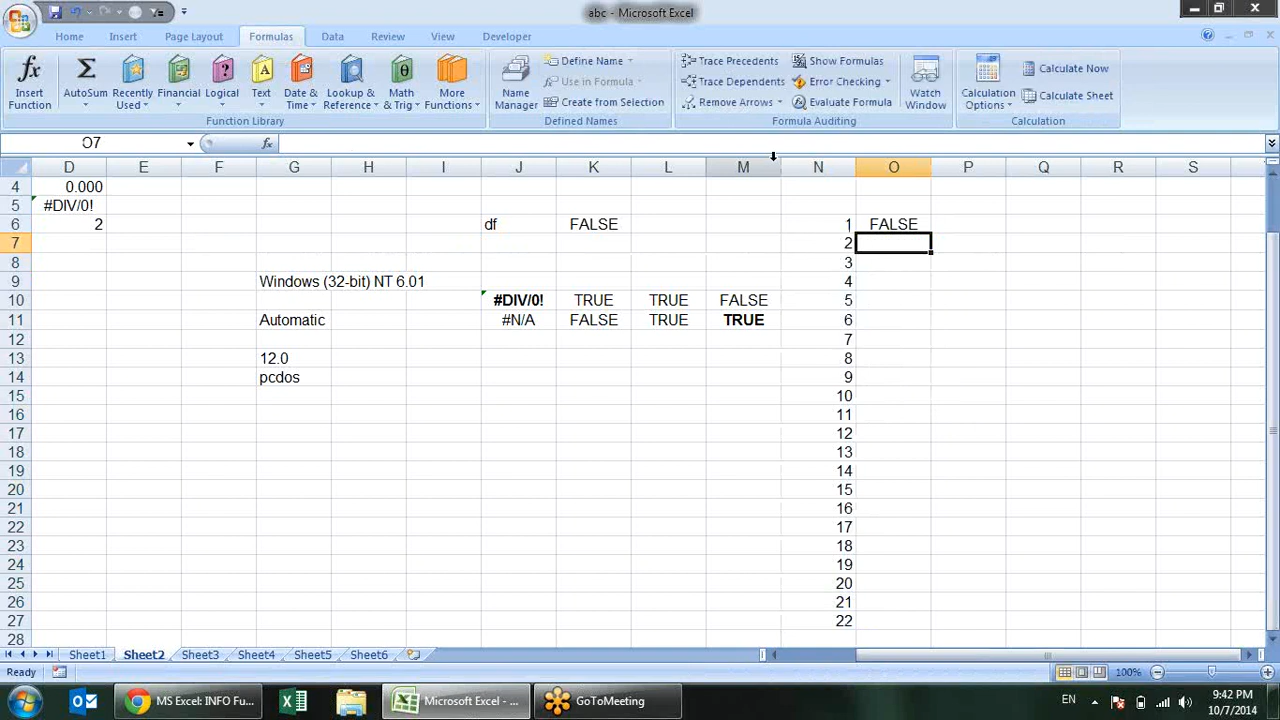 abc - Microsoft Excel
Home Insert Page Layout Formulas Data Review View Developer
Insert Function
AutoSum
Recently Used
Financial
Logical
Text
Date & Time
Lookup & Reference
Math & Trig
More Functions
Function Library
Name Manager
Define Name
Use in Formula
Create from Selection
Defined Names
Trace Precedents
Trace Dependents
Remove Arrows
Show Formulas
Error Checking
Evaluate Formula
Formula Auditing
Watch Window
Calculation Options
Calculate Now
Calculate Sheet
Calculation
O7 fx
D E F G H I J K L M N O P Q R S
4 0.000
5 #DIV/0!
6 2 df FALSE 1 FALSE
7 2
8 3
9 Windows (32-bit) NT 6.01 4
10 #DIV/0! TRUE TRUE FALSE 5
11 Automatic #N/A FALSE TRUE TRUE 6
12 7
13 12.0 8
14 pcdos 9
15 10
16 11
17 12
18 13
19 14
20 15
21 16
22 17
23 18
24 19
25 20
26 21
27 22
28
Sheet1 Sheet2 Sheet3 Sheet4 Sheet5 Sheet6
Ready 100%
MS Excel: INFO Fu...
Microsoft Excel - ...
GoToMeeting
EN
9:42 PM
10/7/2014